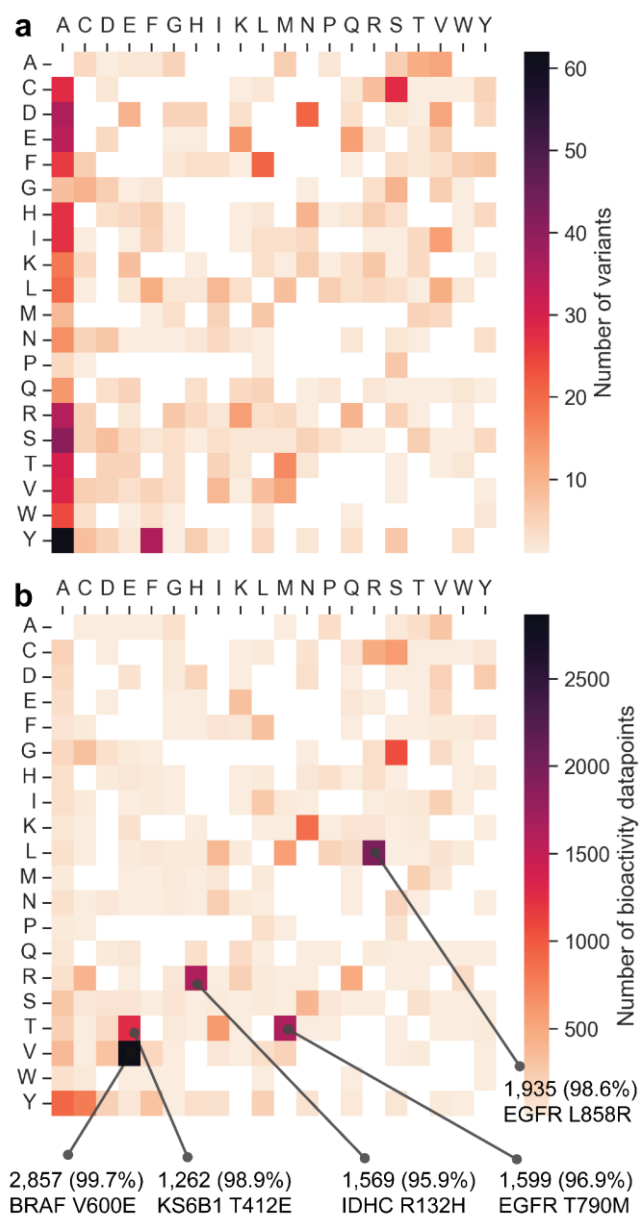 a
A C D E F G H I K L M N P Q R S T V W Y
A
C
D
E
F
G
H
I
K
L
M
N
P
Q
R
S
T
V
W
Y
60
50
40
30
20
10
Number of variants
b
A C D E F G H I K L M N P Q R S T V W Y
A
C
D
E
F
G
H
I
K
L
M
N
P
Q
R
S
T
V
W
Y
2500
2000
1500
1000
500
Number of bioactivity datapoints
1,935 (98.6%)
EGFR L858R
2,857 (99.7%)
BRAF V600E
1,262 (98.9%)
KS6B1 T412E
1,569 (95.9%)
IDHC R132H
1,599 (96.9%)
EGFR T790M